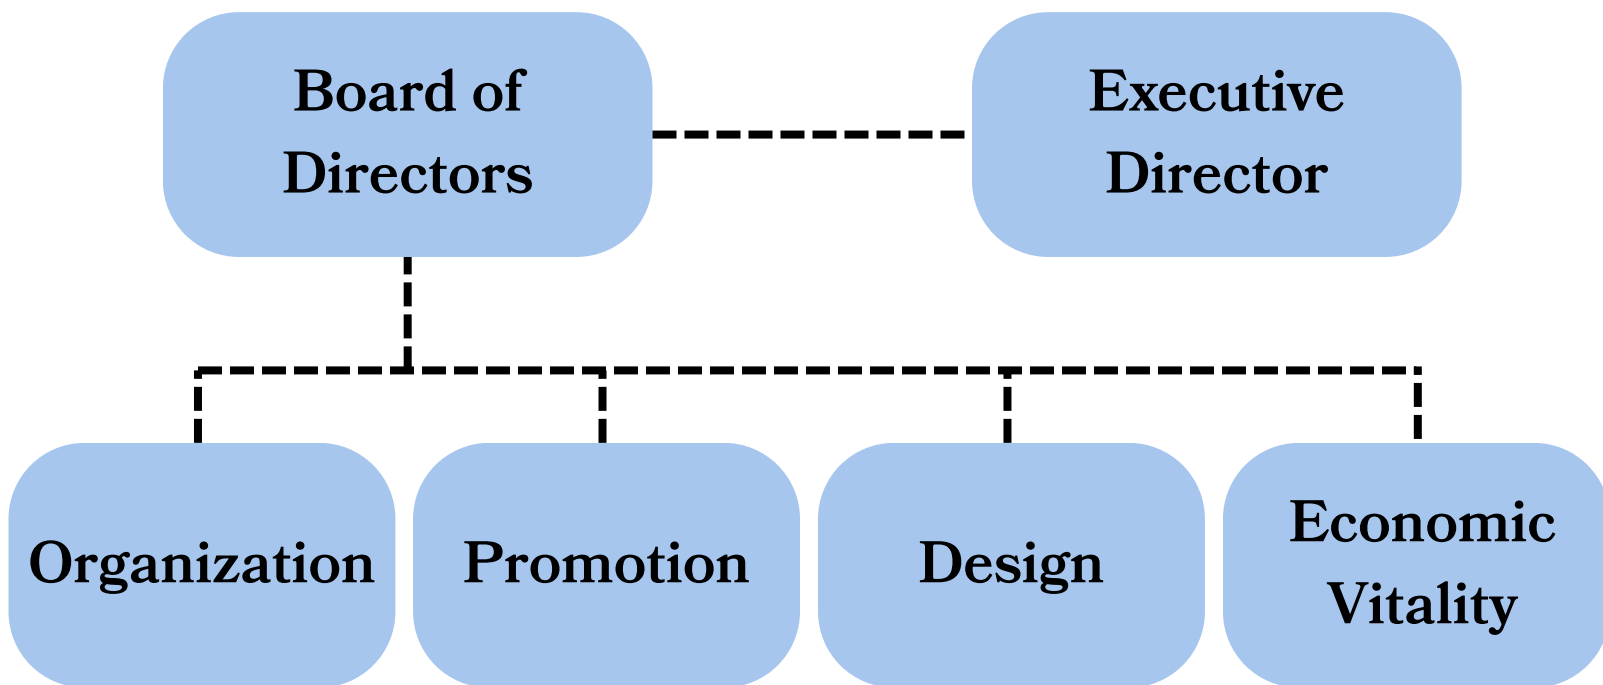 Board of
Directors
Executive
Director
Organization
Promotion
Design
Economic
Vitality